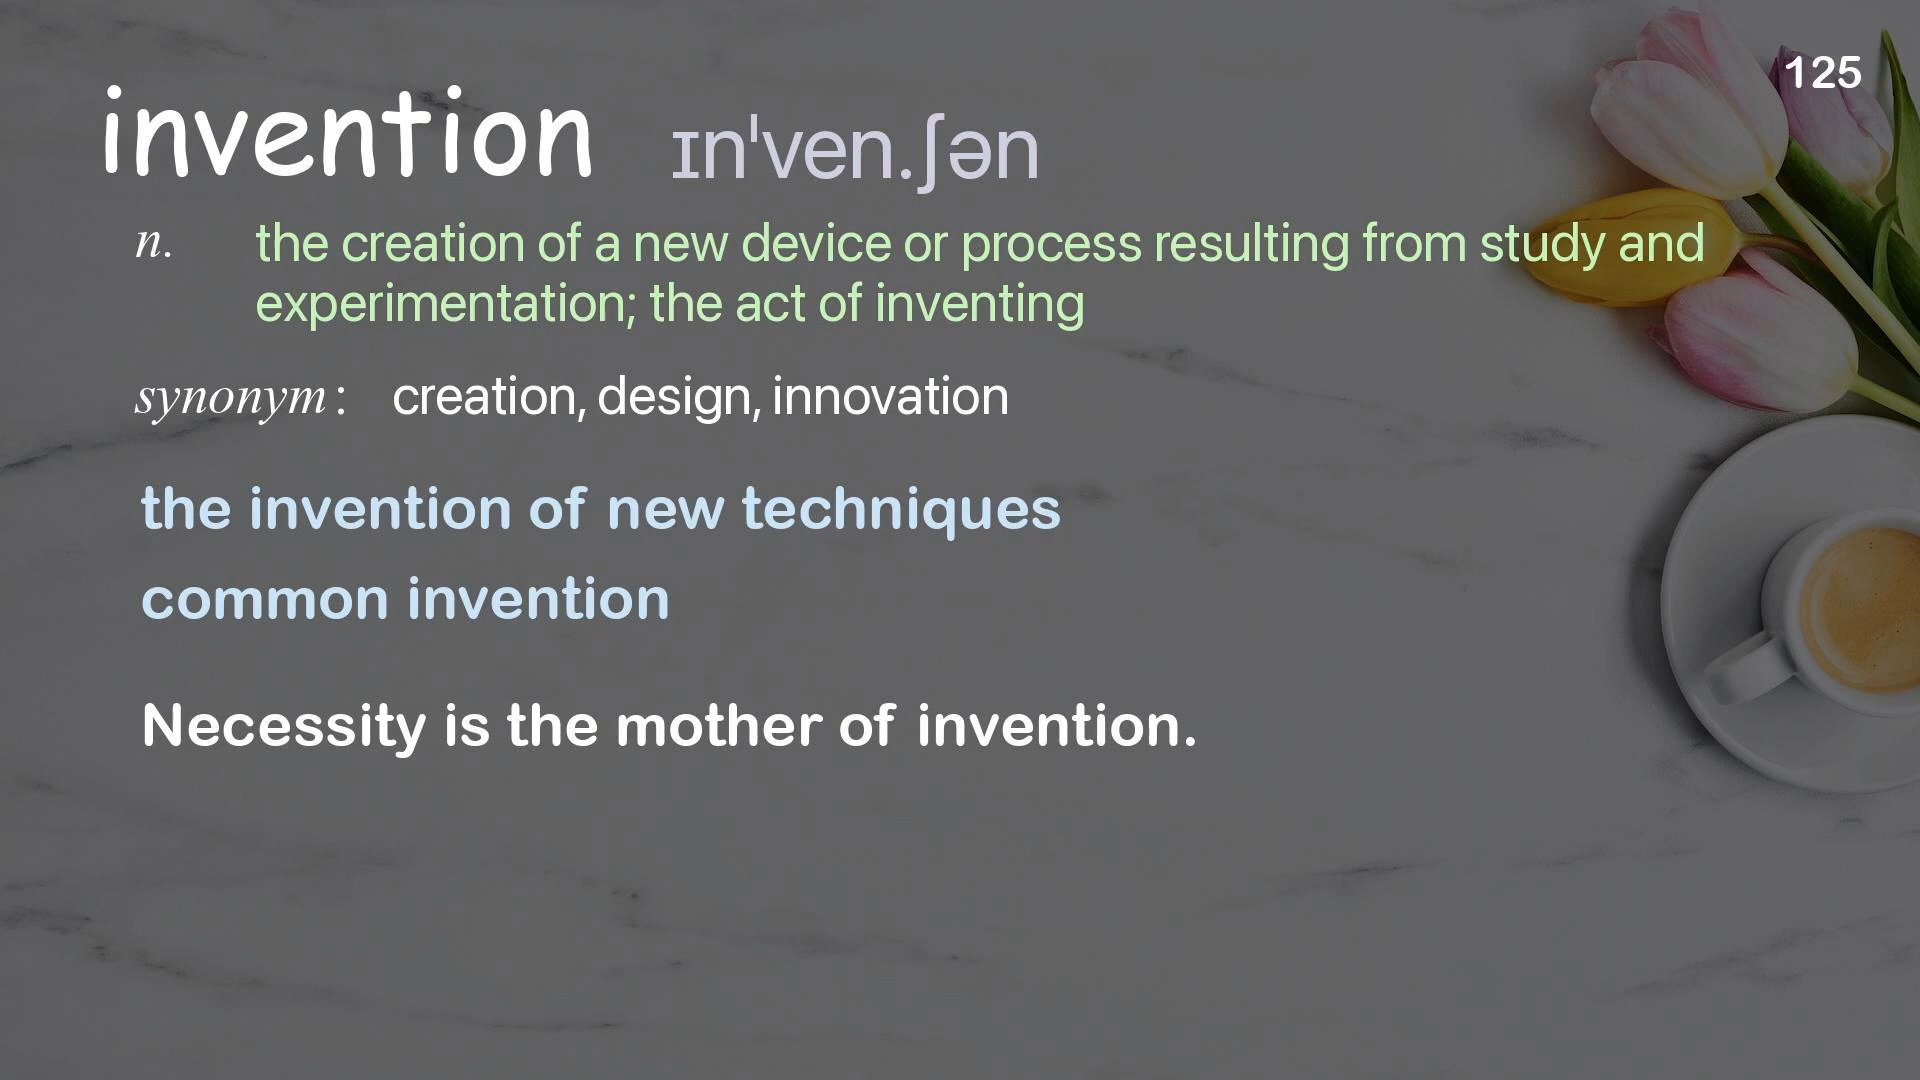 125
invention ɪnˈven.ʃən
n. the creation of a new device or process resulting from study and
experimentation; the act of inventing
synonym: creation, design, innovation
the invention of new techniques
common invention
Necessity is the mother of invention.